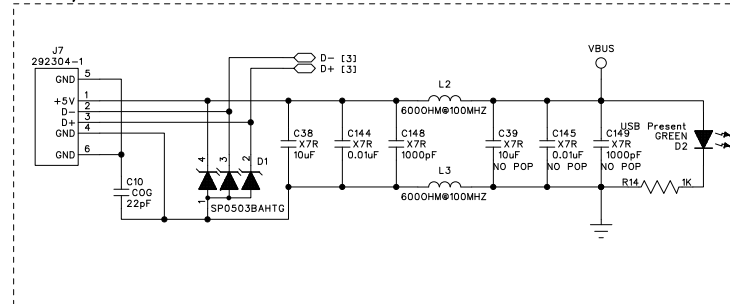 J7
292304-1
GND 5
+5V 1
D- 2
D+ 3
GND 4
GND 6
D- [3]
D+ [3]
C10
COG
22pF
4
3
2
1
D1
SP0503BAHTG
C38
X7R
10uF
C144
X7R
0.01uF
C148
X7R
1000pF
L2
600OHM@100MHZ
L3
600OHM@100MHZ
C39
X7R
10uF
NO POP
C145
X7R
0.01uF
NO POP
C149
X7R
1000pF
NO POP
VBUS
USB Present
GREEN
D2
R14
1K